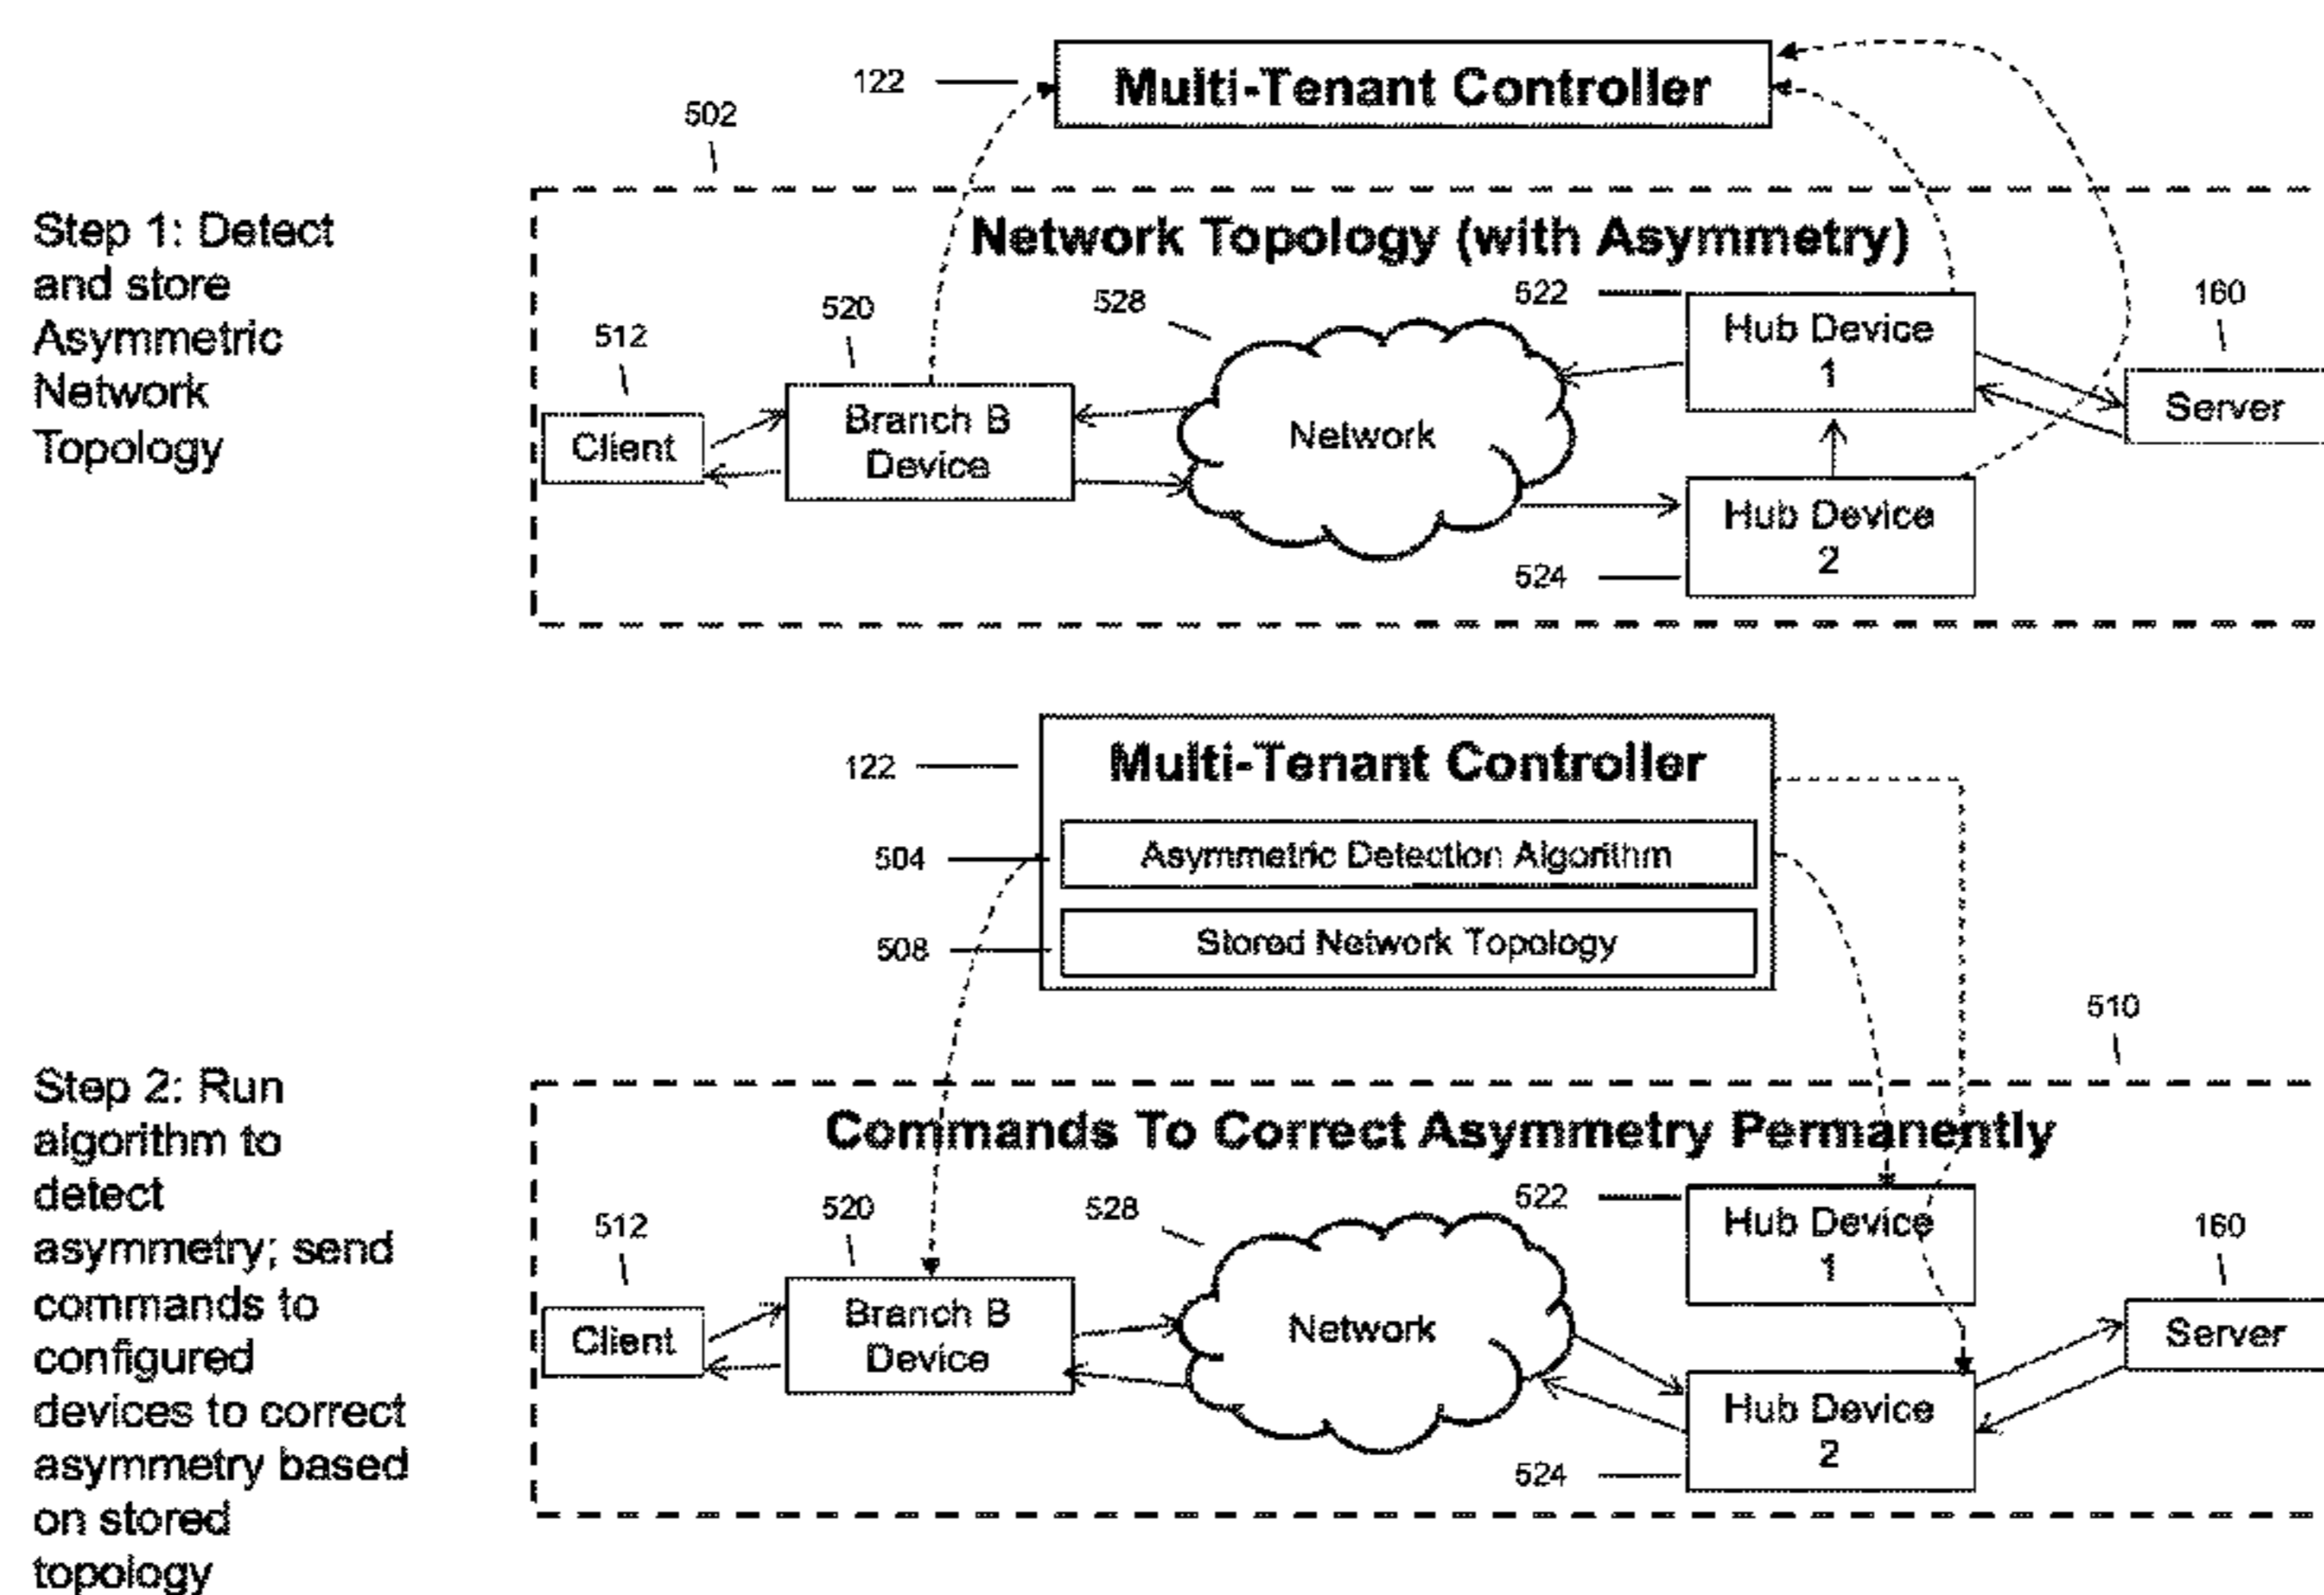 122
Multi-Tenant Controller
502
Step 1: Detect
and store
Asymmetric
Network
Topology
Network Topology (with Asymmetry)
512
520
528
522
160
Client
Branch B
Device
Network
Hub Device
1
Server
Hub Device
2
524
122
Multi-Tenant Controller
504
Asymmetric Detection Algorithm
508
Stored Network Topology
510
Step 2: Run
algorithm to
detect
asymmetry; send
commands to
configured
devices to correct
asymmetry based
on stored
topology
Commands To Correct Asymmetry Permanently
512
520
528
522
160
Client
Branch B
Device
Network
Hub Device
1
Server
Hub Device
2
524